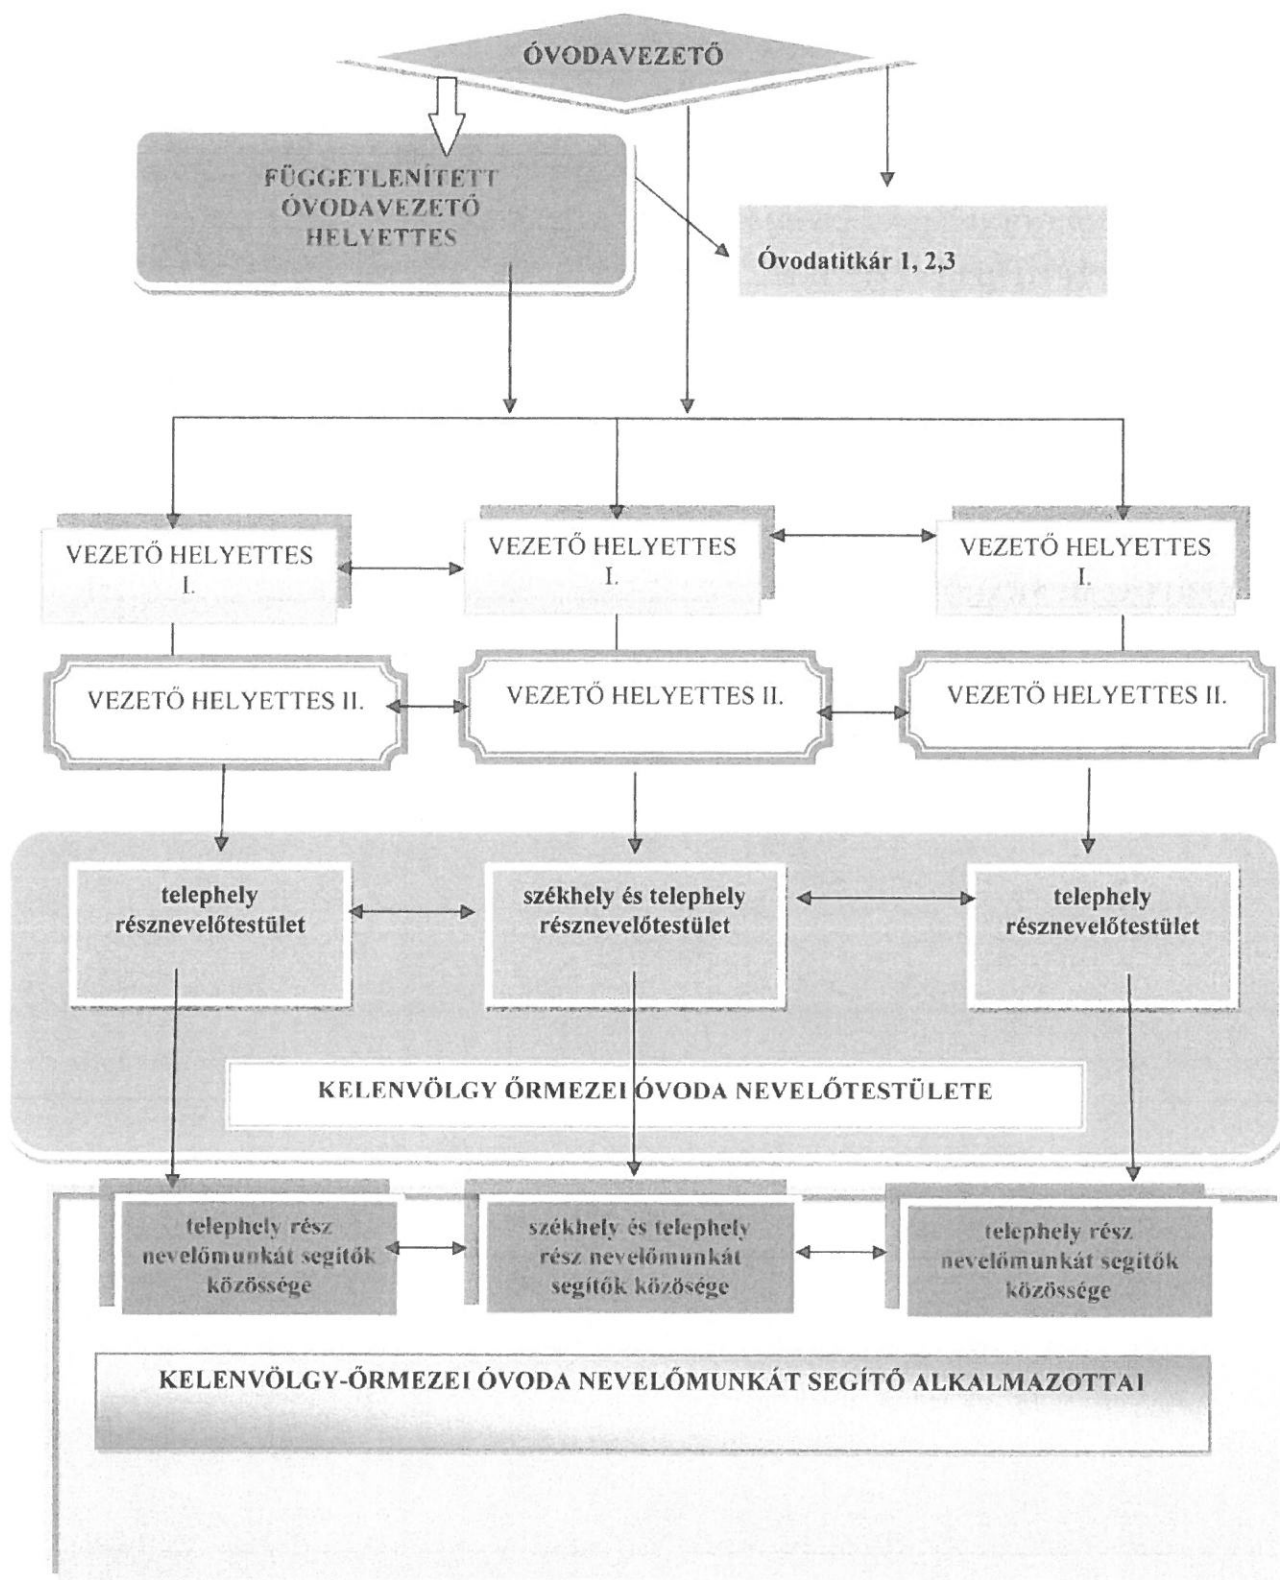 ÓVODAVEZETŐ
FÜGGETLENÍTETT
ÓVODAVEZETŐ
HELYETTES
Óvodatitkár 1, 2,3
VEZETŐ HELYETTES
I.
VEZETŐ HELYETTES
I.
VEZETŐ HELYETTES
I.
VEZETŐ HELYETTES II.
VEZETŐ HELYETTES II.
VEZETŐ HELYETTES II.
telephely
résznevelőtestület
székhely és telephely
résznevelőtestület
telephely
résznevelőtestület
KELENVÖLGY ŐRMEZEI ÓVODA NEVELŐTESTÜLETE
telephely rész
nevelőmunkát segítők
közössége
székhely és telephely
rész nevelőmunkát
segítők közösége
telephely rész
nevelőmunkát segítők
közössége
KELENVÖLGY-ŐRMEZEI ÓVODA NEVELŐMUNKÁT SEGÍTŐ ALKALMAZOTTAI